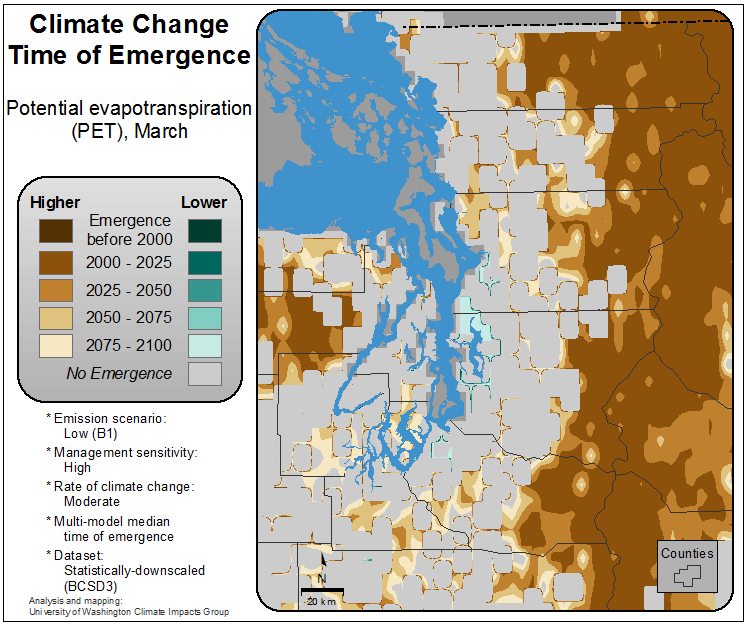 Climate Change
Time of Emergence
Potential evapotranspiration
(PET), March
Higher
Lower
Emergence
before 2000
2000 - 2025
2025 - 2050
2050 - 2075
2075 - 2100
No Emergence
* Emission scenario:
Low (B1)
* Management sensitivity:
High
* Rate of climate change:
Moderate
* Multi-model median
time of emergence
* Dataset:
Statistically-downscaled
(BCSD3)
Analysis and mapping:
University of Washington Climate Impacts Group
N
20 km
Counties